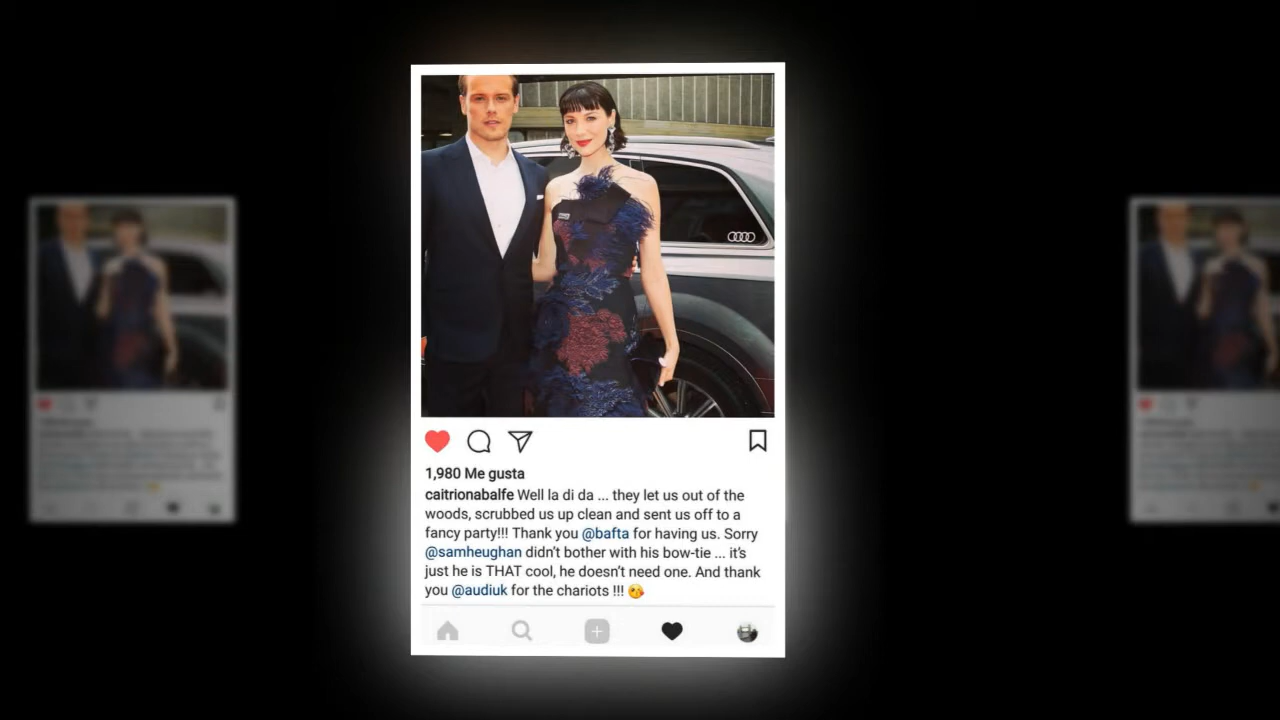 1,980 Me gusta
caitrionabalfe Well la di da ... they let us out of the
woods, scrubbed us up clean and sent us off to a
fancy party!!! Thank you @bafta for having us. Sorry
@samheughan didn't bother with his bow-tie ... it's
just he is THAT cool, he doesn't need one. And thank
you @audiuk for the chariots !!! 😘